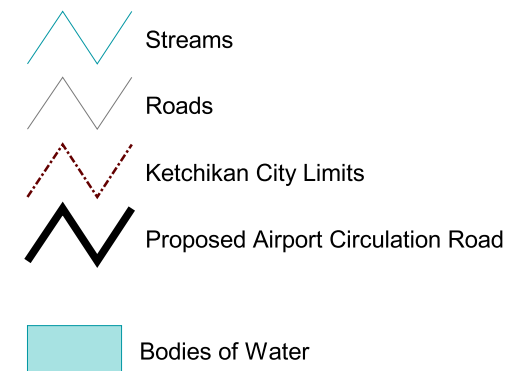 Streams
Roads
Ketchikan City Limits
Proposed Airport Circulation Road
Bodies of Water